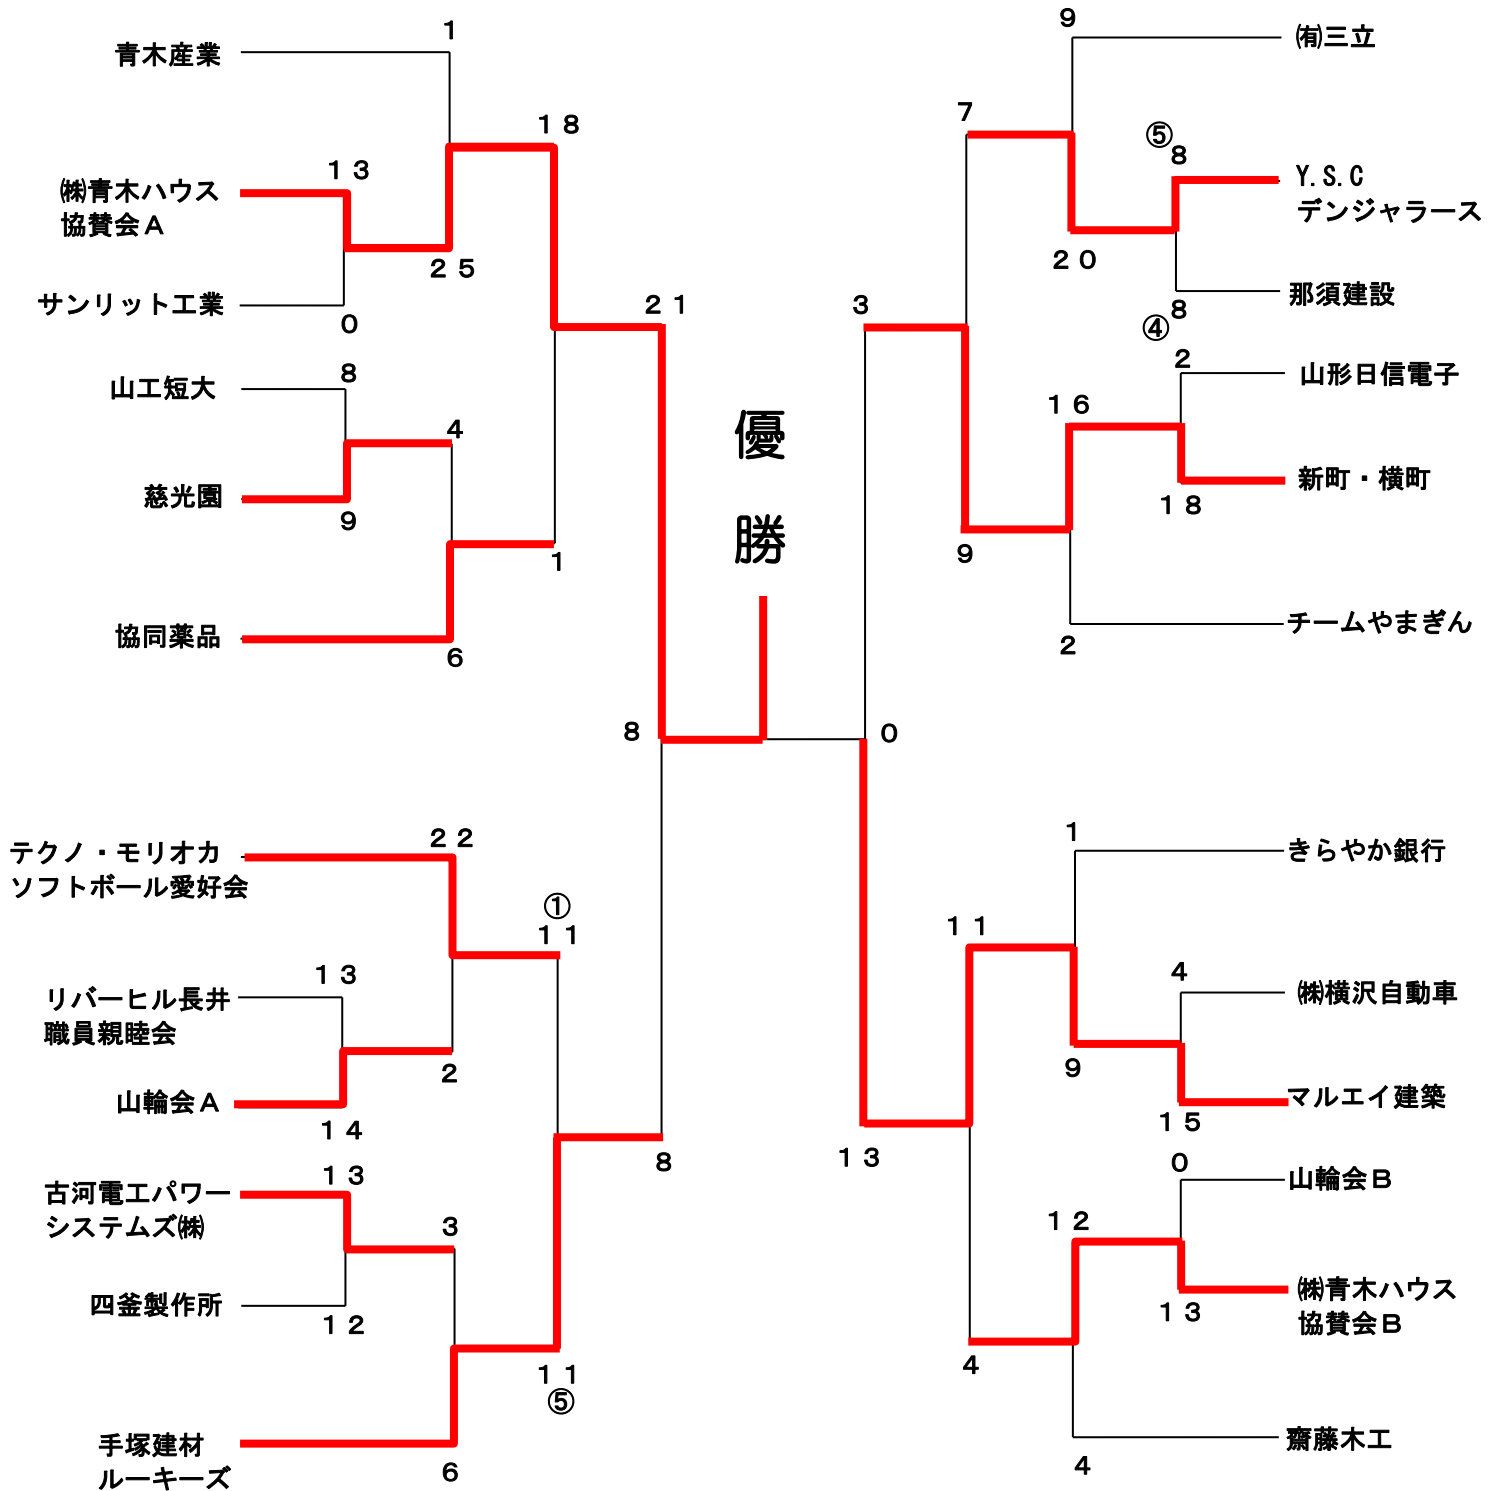 1
青木産業
18
13
㈱青木ハウス
協賛会A
25
サンリット工業
0
21
8
山工短大
4
慈光園
9
1
協同薬品
6
優
勝
8
22
テクノ・モリオカ
ソフトボール愛好会
①
11
13
リバーヒル長井
職員親睦会
2
山輪会A
14
13
8
古河電工パワー
システムズ㈱
3
四釜製作所
12
11
⑤
手塚建材
ルーキーズ
6
9
㈲三立
7
⑤
8
Y.S.C
デンジャラース
20
那須建設
8
3
④
2
山形日信電子
16
新町・横町
18
9
チームやまぎん
2
0
1
きらやか銀行
11
4
㈱横沢自動車
9
マルエイ建築
15
13
0
山輪会B
12
㈱青木ハウス
協賛会B
13
4
齋藤木工
4